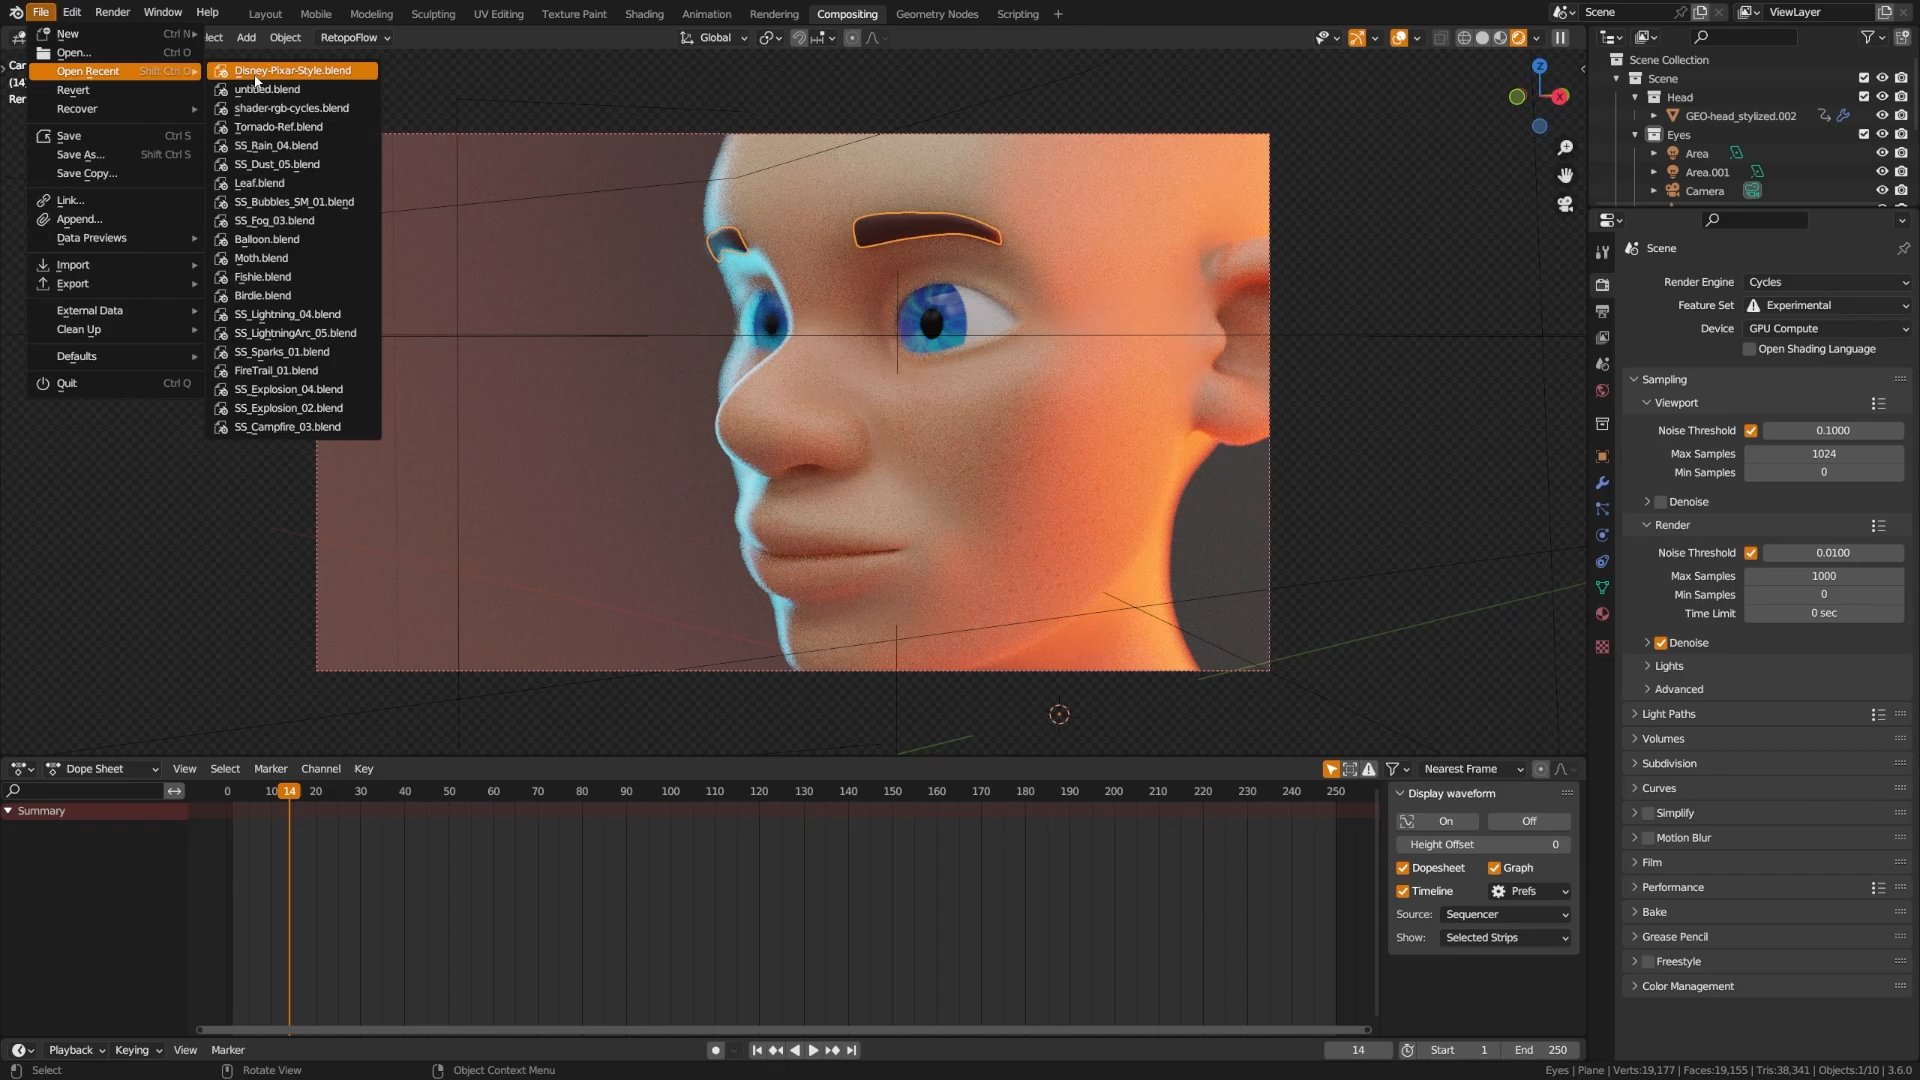 File Edit Render Window Help Layout Mobile Modeling Sculpting UV Editing Texture Paint Shading Animation Rendering Compositing Geometry Nodes Scripting + Scene ViewLayer
lect Add Object RetopoFlow Global
New Ctrl N
Open... Ctrl O
Open Recent Shift Ctrl O
Revert
Recover
Save Ctrl S
Save As... Shift Ctrl S
Save Copy...
Link...
Append...
Data Previews
Import
Export
External Data
Clean Up
Defaults
Quit Ctrl Q
Car
(14
Ren
Disney-Pixar-Style.blend
untitled.blend
shader-rgb-cycles.blend
Tornado-Ref.blend
SS_Rain_04.blend
SS_Dust_05.blend
Leaf.blend
SS_Bubbles_SM_01.blend
SS_Fog_03.blend
Balloon.blend
Moth.blend
Fishie.blend
Birdie.blend
SS_Lightning_04.blend
SS_LightningArc_05.blend
SS_Sparks_01.blend
FireTrail_01.blend
SS_Explosion_04.blend
SS_Explosion_02.blend
SS_Campfire_03.blend
Z
X
Scene Collection
Scene
Head
GEO-head_stylized.002
Eyes
Area
Area.001
Camera
Scene
Render Engine Cycles
Feature Set Experimental
Device GPU Compute
Open Shading Language
Sampling
Viewport
Noise Threshold 0.1000
Max Samples 1024
Min Samples 0
Denoise
Render
Noise Threshold 0.0100
Max Samples 1000
Min Samples 0
Time Limit 0 sec
Denoise
Lights
Advanced
Light Paths
Volumes
Subdivision
Curves
Simplify
Motion Blur
Film
Performance
Bake
Grease Pencil
Freestyle
Color Management
Dope Sheet View Select Marker Channel Key Nearest Frame
0 10 14 20 30 40 50 60 70 80 90 100 110 120 130 140 150 160 170 180 190 200 210 220 230 240 250
Summary
Display waveform
On Off
Height Offset 0
Dopesheet Graph
Timeline Prefs
Source: Sequencer
Show: Selected Strips
Playback Keying View Marker 14 Start 1 End 250
Select Rotate View Object Context Menu Eyes | Plane | Verts:19,177 | Faces:19,155 | Tris:38,341 | Objects:1/10 | 3.6.0